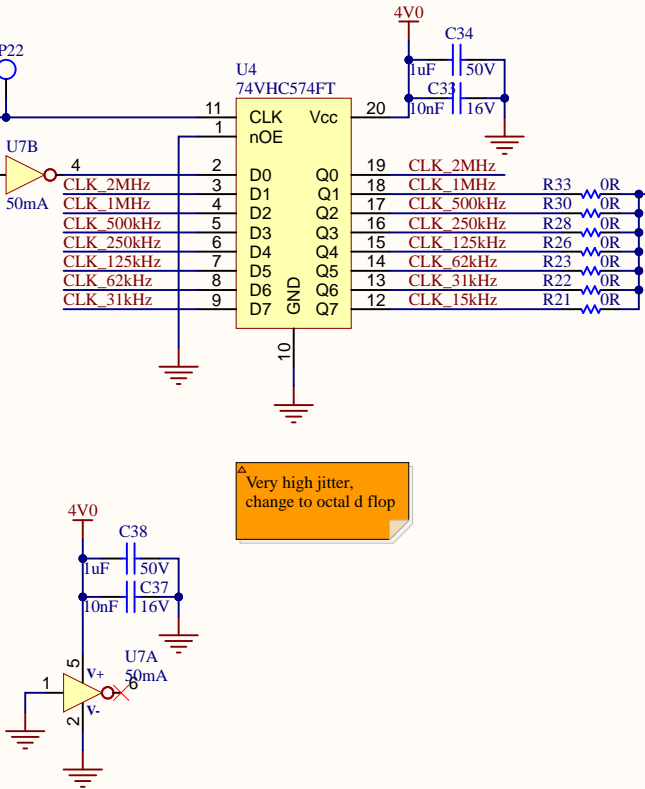 4V0
C34
1uF 50V
C33
10nF 16V
P22
U4
74VHC574FT
11 CLK Vcc 20
1 nOE
U7B
4 2 D0 Q0 19 CLK_2MHz
CLK_2MHz 3 D1 Q1 18 CLK_1MHz R33 0R
50mA CLK_1MHz 4 D2 Q2 17 CLK_500kHz R30 0R
CLK_500kHz 5 D3 Q3 16 CLK_250kHz R28 0R
CLK_250kHz 6 D4 Q4 15 CLK_125kHz R26 0R
CLK_125kHz 7 D5 Q5 14 CLK_62kHz R23 0R
CLK_62kHz 8 D6 Q6 13 CLK_31kHz R22 0R
CLK_31kHz 9 D7 GND Q7 12 CLK_15kHz R21 0R
10
Very high jitter,
change to octal d flop
4V0
C38
1uF 50V
C37
10nF 16V
U7A
50mA
5 V+
1 6
2 V-